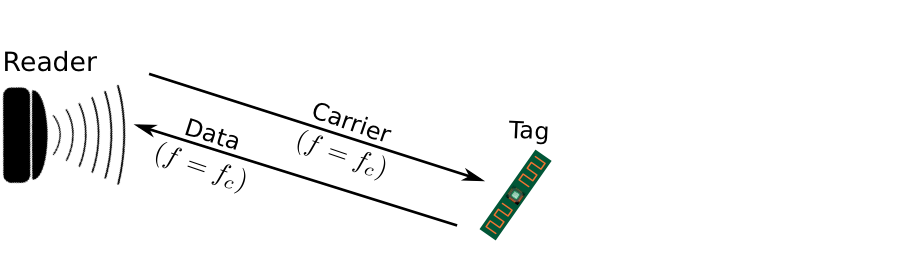 Reader
Carrier
(f = f_c)
Data
(f = f_c)
Tag